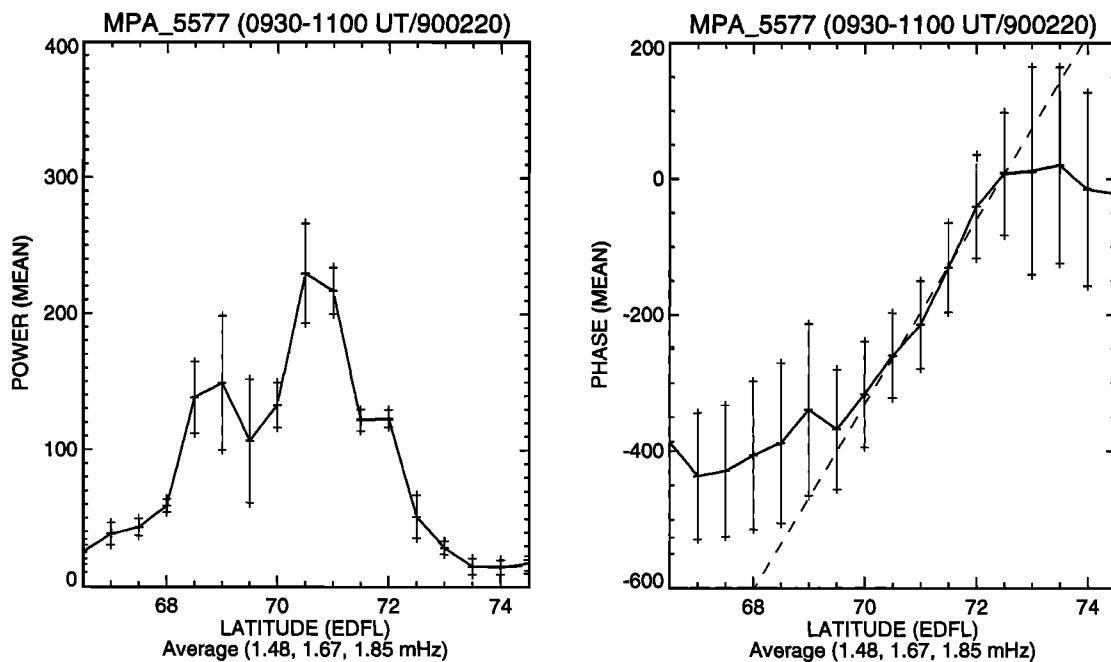 MPA_5577 (0930-1100 UT/900220)
400
300
200
100
0
POWER (MEAN)
68 70 72 74
LATITUDE (EDFL)
Average (1.48, 1.67, 1.85 mHz)
MPA_5577 (0930-1100 UT/900220)
200
0
-200
-400
-600
PHASE (MEAN)
68 70 72 74
LATITUDE (EDFL)
Average (1.48, 1.67, 1.85 mHz)